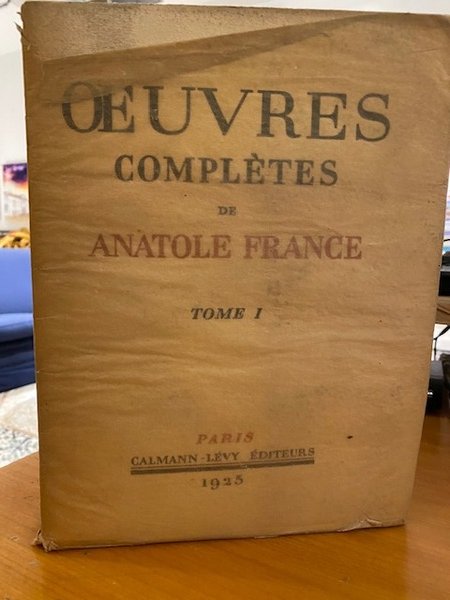 ŒUVRES
COMPLÈTES
DE
ANATOLE FRANCE
TOME I
PARIS
CALMANN-LÉVY ÉDITEURS
1925